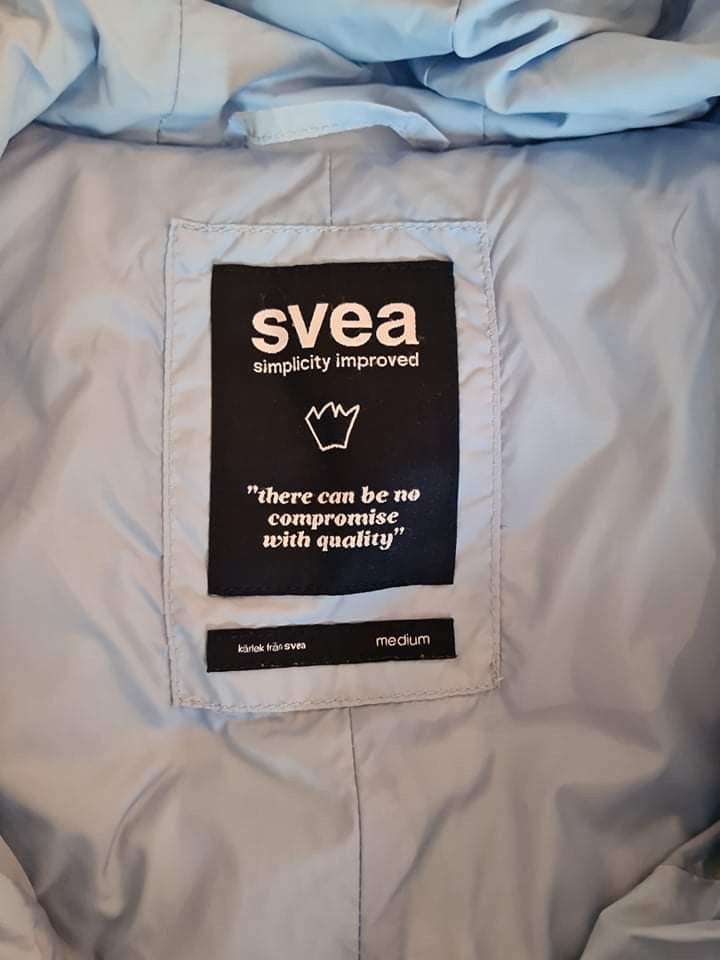 svea
simplicity improved
"there can be no
compromise
with quality"
kärlek från svea
medium